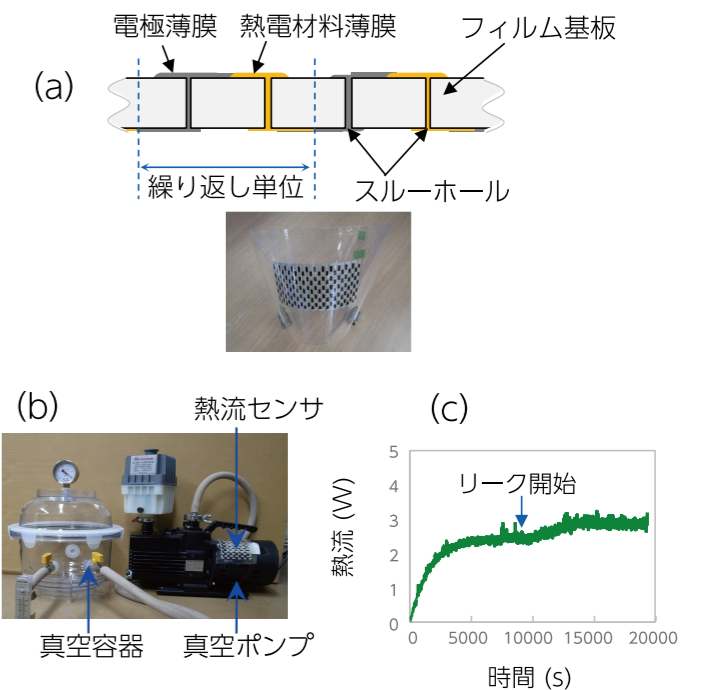 電極薄膜 熱電材料薄膜 フィルム基板
(a)
繰り返し単位 スルーホール
(b)
熱流センサ
真空容器 真空ポンプ
(c)
5
4
3
2
1
0
リーク開始
熱流 (W)
0 5000 10000 15000 20000
時間 (s)